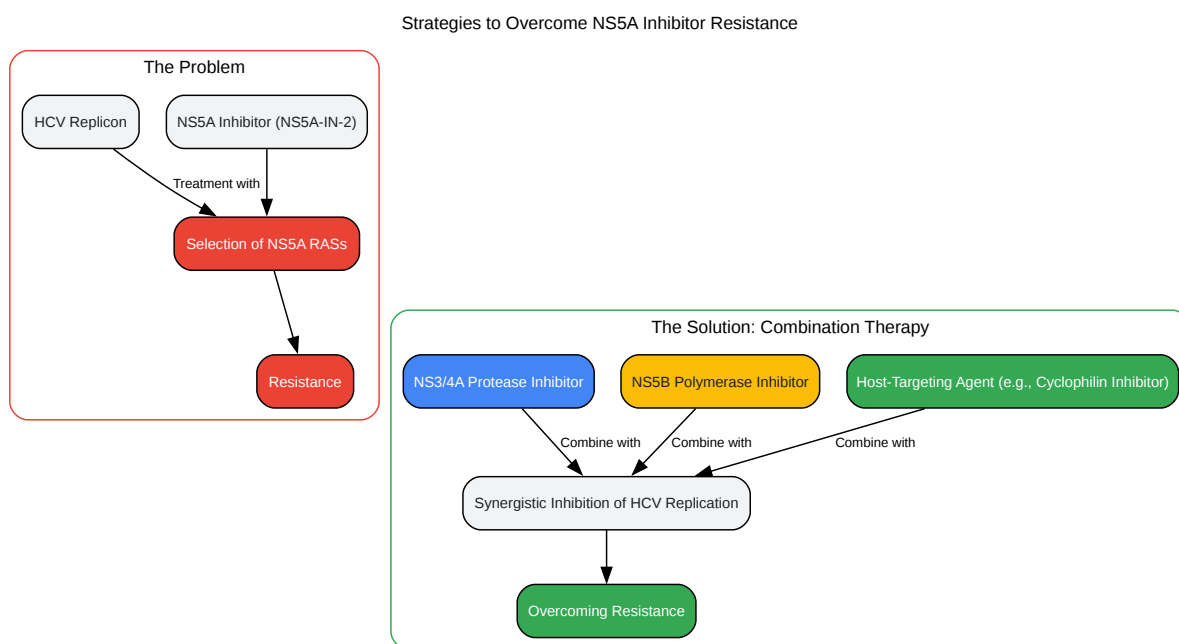 Strategies to Overcome NS5A Inhibitor Resistance
The Problem
HCV Replicon
NS5A Inhibitor (NS5A-IN-2)
Treatment with
Selection of NS5A RASs
Resistance
The Solution: Combination Therapy
NS3/4A Protease Inhibitor
NS5B Polymerase Inhibitor
Host-Targeting Agent (e.g., Cyclophilin Inhibitor)
Combine with
Combine with
Combine with
Synergistic Inhibition of HCV Replication
Overcoming Resistance